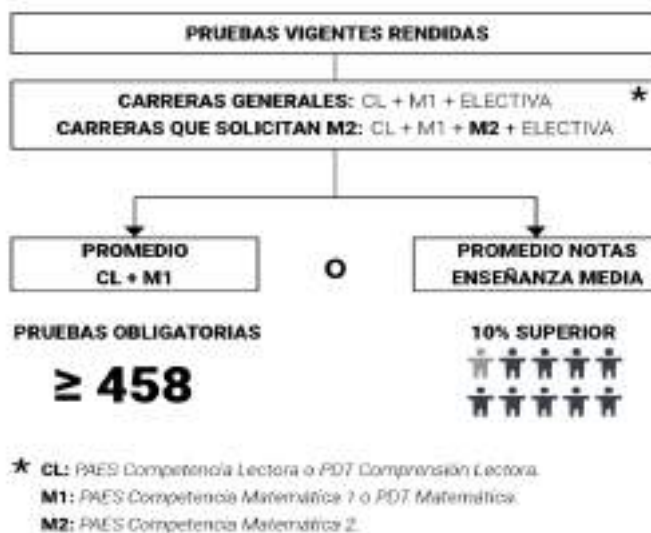 PRUEBAS VIGENTES RENDIDAS
CARRERAS GENERALES: CL + M1 + ELECTIVA *
CARRERAS QUE SOLICITAN M2: CL + M1 + M2 + ELECTIVA
PROMEDIO
CL + M1
O
PROMEDIO NOTAS
ENSEÑANZA MEDIA
PRUEBAS OBLIGATORIAS
≥ 458
10% SUPERIOR
* CL: PAES Competencia Lectora o PDT Comprensión Lectora.
M1: PAES Competencia Matemática 1 o PDT Matemática.
M2: PAES Competencia Matemática 2.